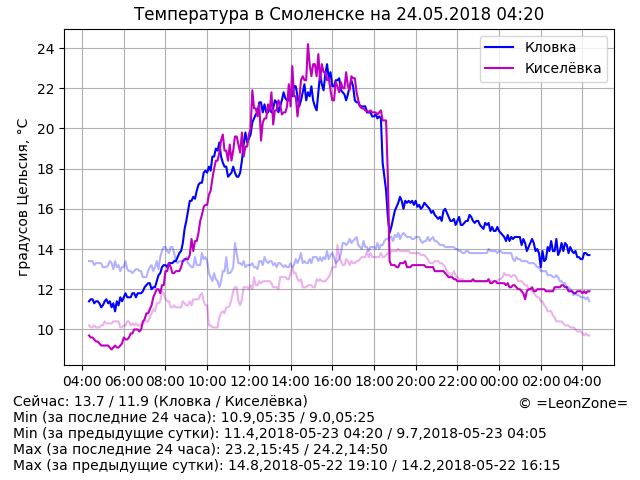 Температура в Смоленске на 24.05.2018 04:20
градусов Цельсия, °C
24
22
20
18
16
14
12
10
Кловка
Киселёвка
04:00 06:00 08:00 10:00 12:00 14:00 16:00 18:00 20:00 22:00 00:00 02:00 04:00
Сейчас: 13.7 / 11.9 (Кловка / Киселёвка)
© =LeonZone=
Min (за последние 24 часа): 10.9,05:35 / 9.0,05:25
Min (за предыдущие сутки): 11.4,2018-05-23 04:20 / 9.7,2018-05-23 04:05
Max (за последние 24 часа): 23.2,15:45 / 24.2,14:50
Max (за предыдущие сутки): 14.8,2018-05-22 19:10 / 14.2,2018-05-22 16:15